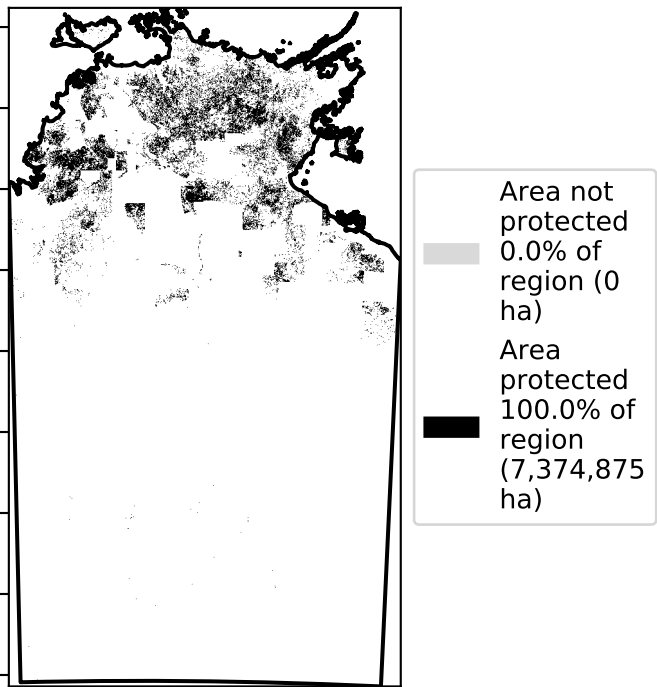 Area not
protected
0.0% of
region (0
ha)
Area
protected
100.0% of
region
(7,374,875
ha)